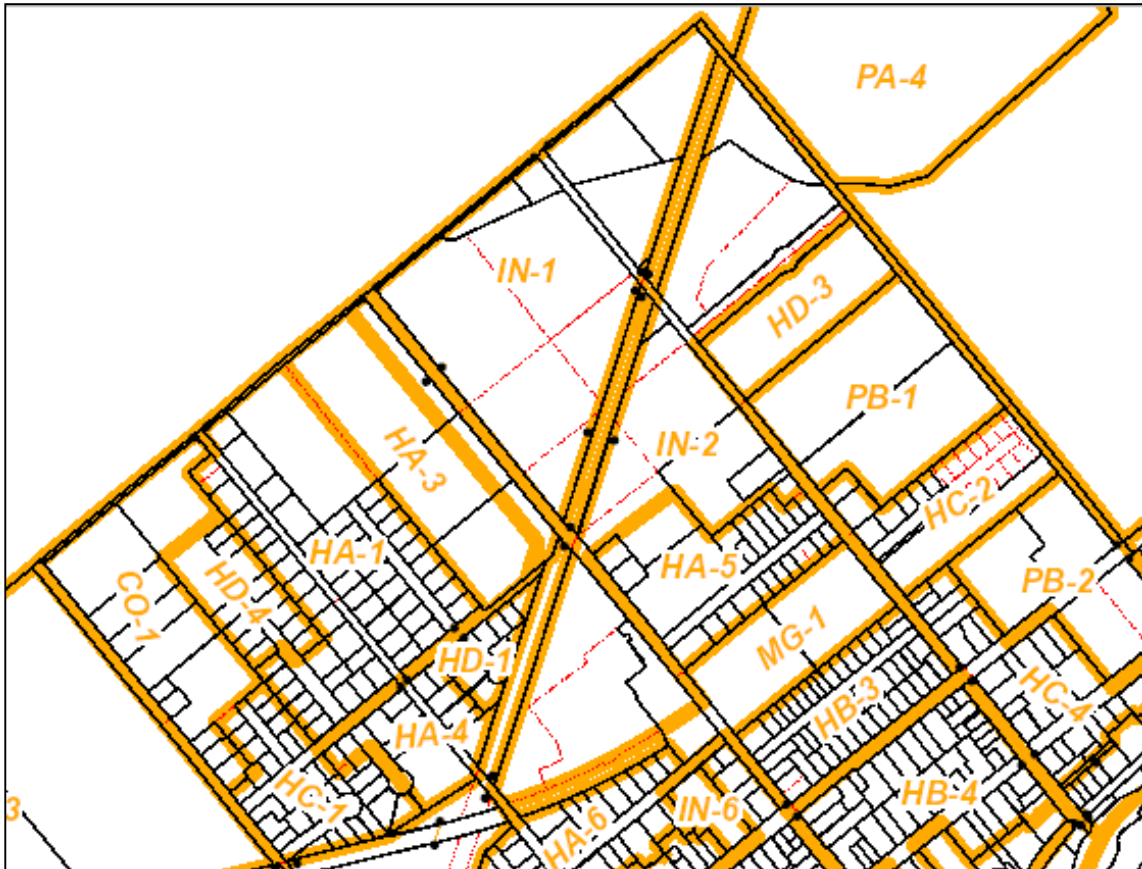 PA-4
IN-1
HD-3
PB-1
HA-3
IN-2
HC-2
HA-1
HA-5
CO-1
HD-4
PB-2
MG-1
HD-1
HB-3
HC-4
HA-4
HC-1
HB-4
3
IN-6
HA-6